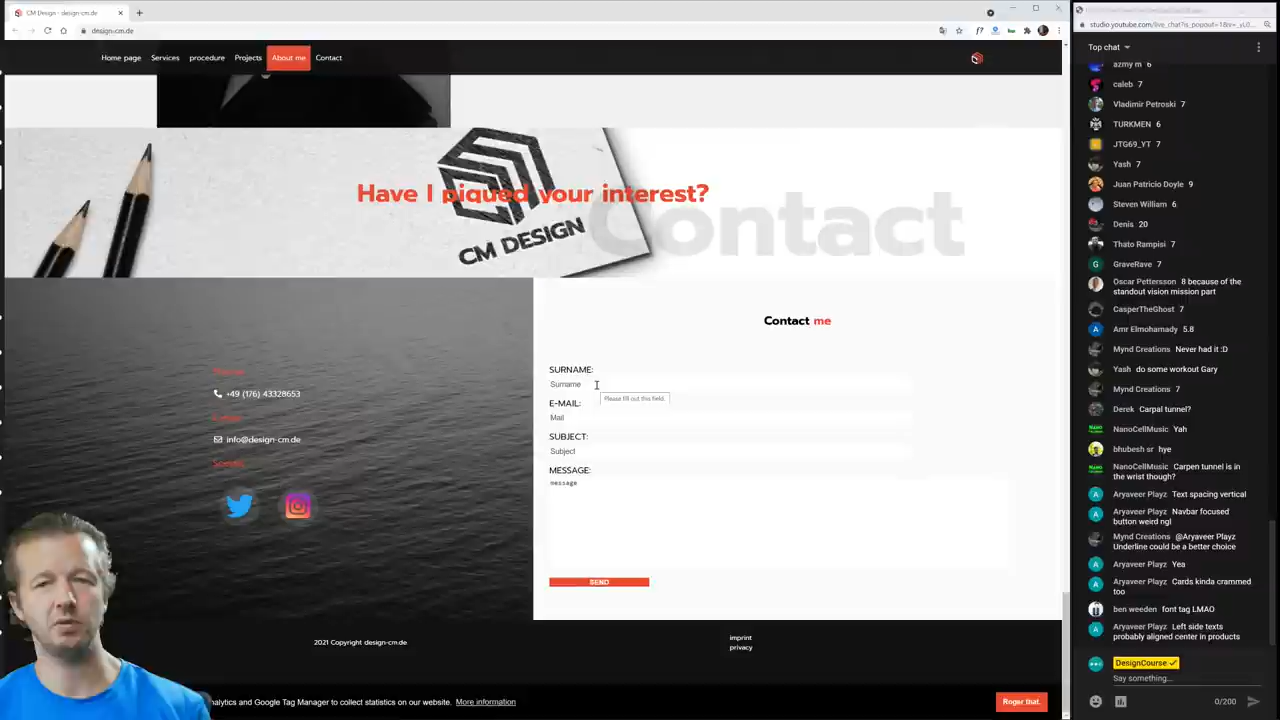 CM Design - design-cm.de
design-cm.de
Home page Services procedure Projects About me Contact
Have I piqued your interest?
Contact
CM DESIGN
Contact me
SURNAME:
Surname
Please fill out this field.
E-MAIL:
Mail
SUBJECT:
Subject
MESSAGE:
message
SEND
+49 (176) 43328653
info@design-cm.de
2021 Copyright design-cm.de
imprint
privacy
nalytics and Google Tag Manager to collect statistics on our website. More information
Roger that.
studio.youtube.com/live_chat?is_popout=1&
Top chat
azmy m 6
caleb 7
Vladimir Petroski 7
TURKMEN 6
JTG69_YT 7
Yash 7
Juan Patricio Doyle 9
Steven William 6
Denis 20
Thato Rampisi 7
G GraveRave 7
Oscar Pettersson 8 because of the
standout vision mission part
CasperTheGhost 7
A Amr Elmohamady 5.8
Mynd Creations Never had it :D
Yash do some workout Gary
Mynd Creations 7
Derek Carpal tunnel?
NanoCellMusic Yah
bhubesh sr hye
NanoCellMusic Carpen tunnel is in
the wrist though?
A Aryaveer Playz Text spacing vertical
A Aryaveer Playz Navbar focused
button weird ngl
Mynd Creations @Aryaveer Playz
Underline could be a better choice
A Aryaveer Playz Yea
A Aryaveer Playz Cards kinda crammed
too
ben weeden font tag LMAO
A Aryaveer Playz Left side texts
probably aligned center in products
DesignCourse
Say something...
0/200